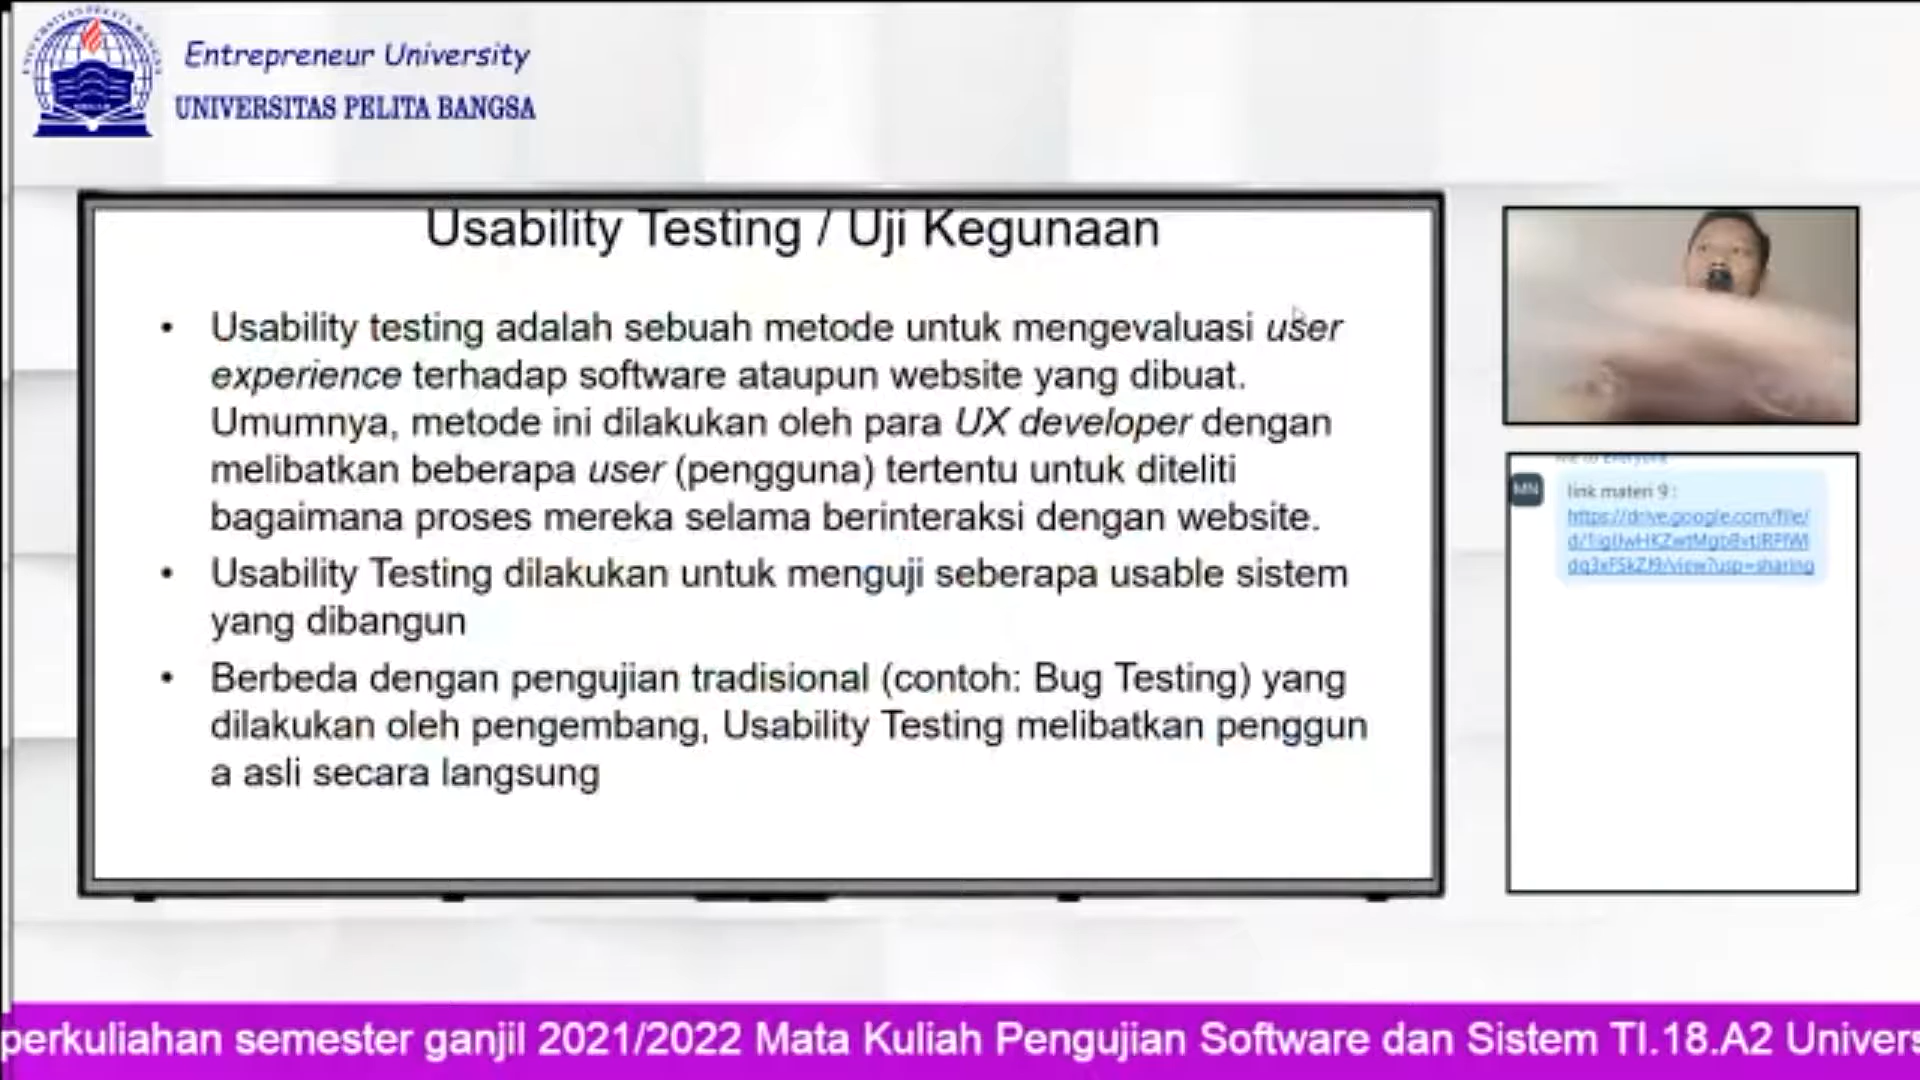 Entrepreneur University
UNIVERSITAS PELITA BANGSA
Usability Testing / Uji Kegunaan
• Usability testing adalah sebuah metode untuk mengevaluasi user
experience terhadap software ataupun website yang dibuat.
Umumnya, metode ini dilakukan oleh para UX developer dengan
melibatkan beberapa user (pengguna) tertentu untuk diteliti
bagaimana proses mereka selama berinteraksi dengan website.
• Usability Testing dilakukan untuk menguji seberapa usable sistem
yang dibangun
• Berbeda dengan pengujian tradisional (contoh: Bug Testing) yang
dilakukan oleh pengembang, Usability Testing melibatkan penggun
a asli secara langsung
MN
link materi 9 :
https://drive.google.com/file/
perkuliahan semester ganjil 2021/2022 Mata Kuliah Pengujian Software dan Sistem TI.18.A2 Univers